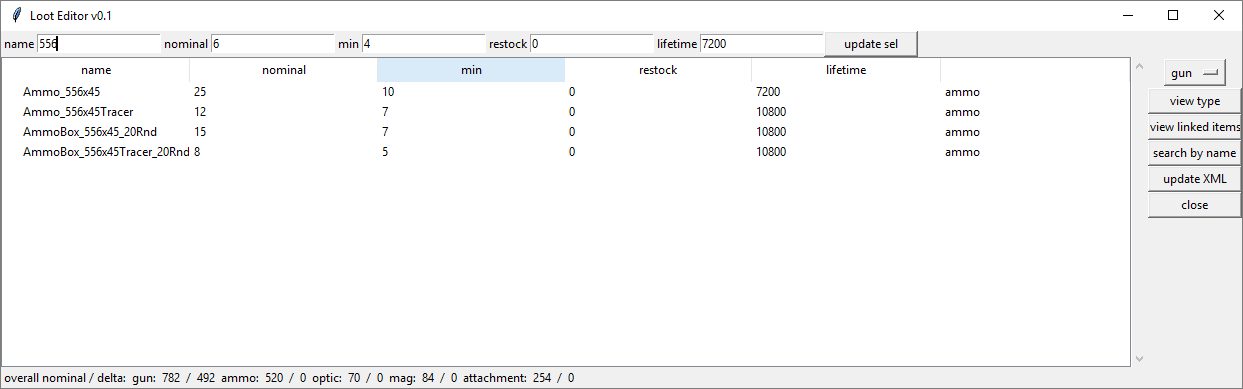 Loot Editor v0.1
name 556 nominal 6 min 4 restock 0 lifetime 7200 update sel
name nominal min restock lifetime
Ammo_556x45 25 10 0 7200 ammo
Ammo_556x45Tracer 12 7 0 10800 ammo
AmmoBox_556x45_20Rnd 15 7 0 10800 ammo
AmmoBox_556x45Tracer_20Rnd 8 5 0 10800 ammo
gun
view type
view linked items
search by name
update XML
close
overall nominal / delta: gun: 782 / 492 ammo: 520 / 0 optic: 70 / 0 mag: 84 / 0 attachment: 254 / 0